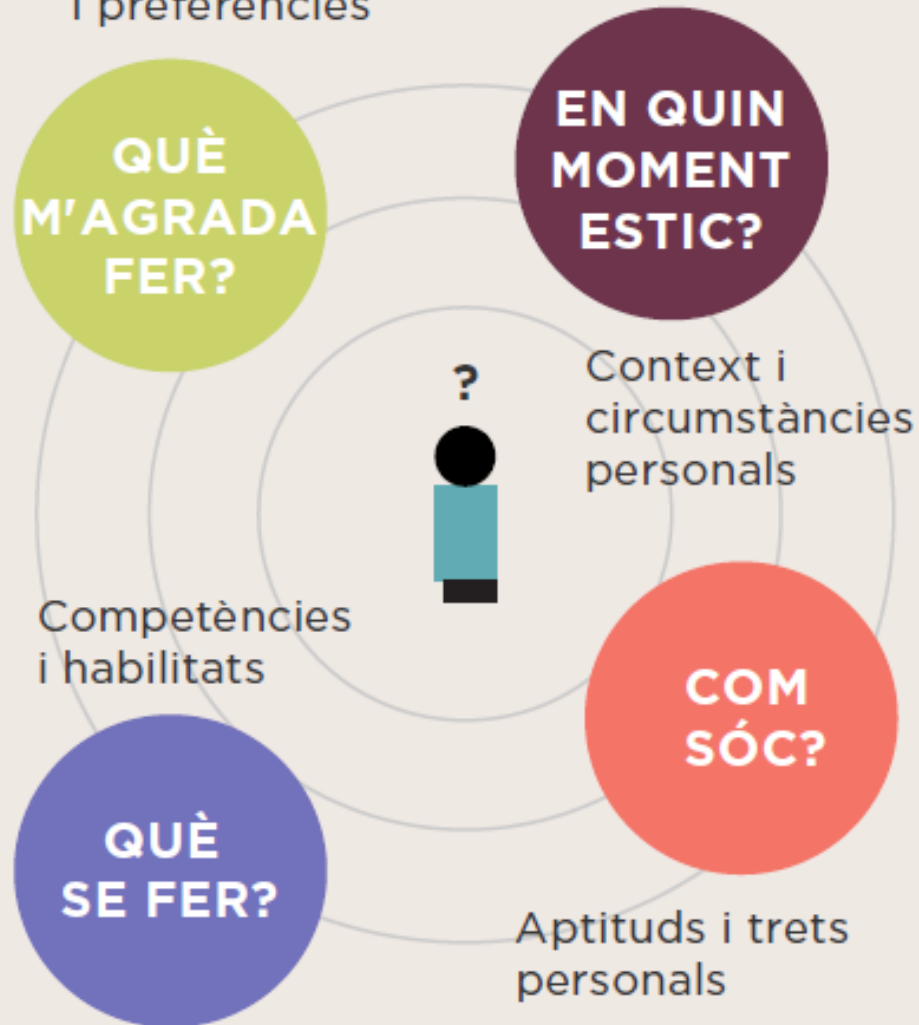 i preferències
QUÈ
M'AGRADA
FER?
EN QUIN
MOMENT
ESTIC?
?
Context i
circumstàncies
personals
Competències
i habilitats
COM
SÓC?
QUÈ
SE FER?
Aptituds i trets
personals